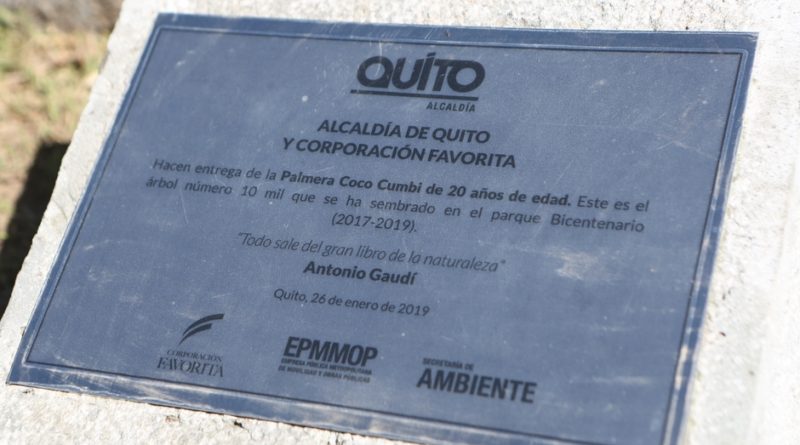 QUÍTO
ALCALDÍA
ALCALDÍA DE QUITO
Y CORPORACIÓN FAVORITA
Hacen entrega de la Palmera Coco Cumbi de 20 años de edad. Este es el
árbol número 10 mil que se ha sembrado en el parque Bicentenario
(2017-2019).
"Todo sale del gran libro de la naturaleza"
Antonio Gaudí
Quito, 26 de enero de 2019
CORPORACIÓN
FAVORITA
EPMMOP
EMPRESA PÚBLICA METROPOLITANA
DE MOVILIDAD Y OBRAS PÚBLICAS
SECRETARÍA DE
AMBIENTE